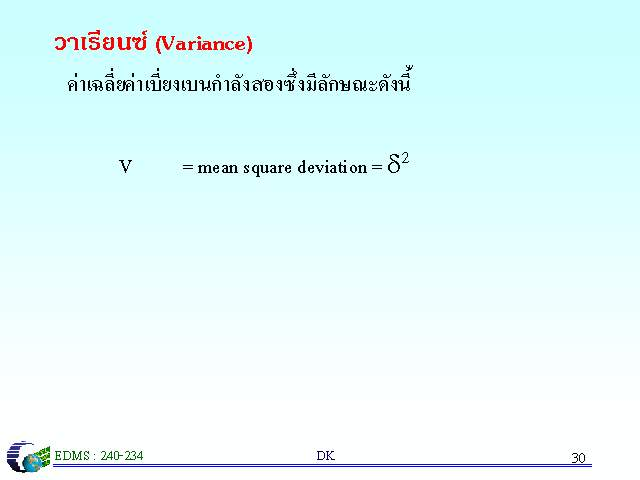 วาเรียนซ์ (Variance)
ค่าเฉลี่ยค่าเบี่ยงเบนกำลังสองซึ่งมีลักษณะดังนี้
V = mean square deviation = δ²
EDMS : 240-234 DK 30